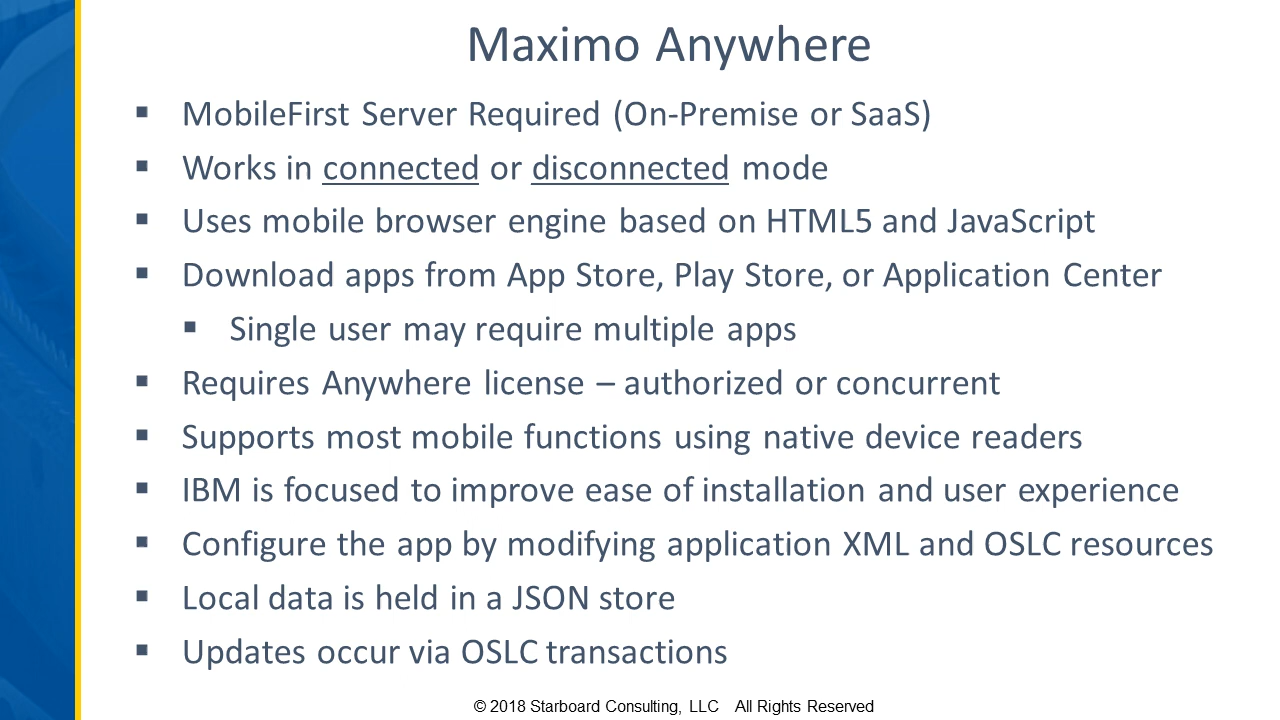 Maximo Anywhere
▪ MobileFirst Server Required (On-Premise or SaaS)
▪ Works in connected or disconnected mode
▪ Uses mobile browser engine based on HTML5 and JavaScript
▪ Download apps from App Store, Play Store, or Application Center
▪ Single user may require multiple apps
▪ Requires Anywhere license – authorized or concurrent
▪ Supports most mobile functions using native device readers
▪ IBM is focused to improve ease of installation and user experience
▪ Configure the app by modifying application XML and OSLC resources
▪ Local data is held in a JSON store
▪ Updates occur via OSLC transactions
© 2018 Starboard Consulting, LLC All Rights Reserved